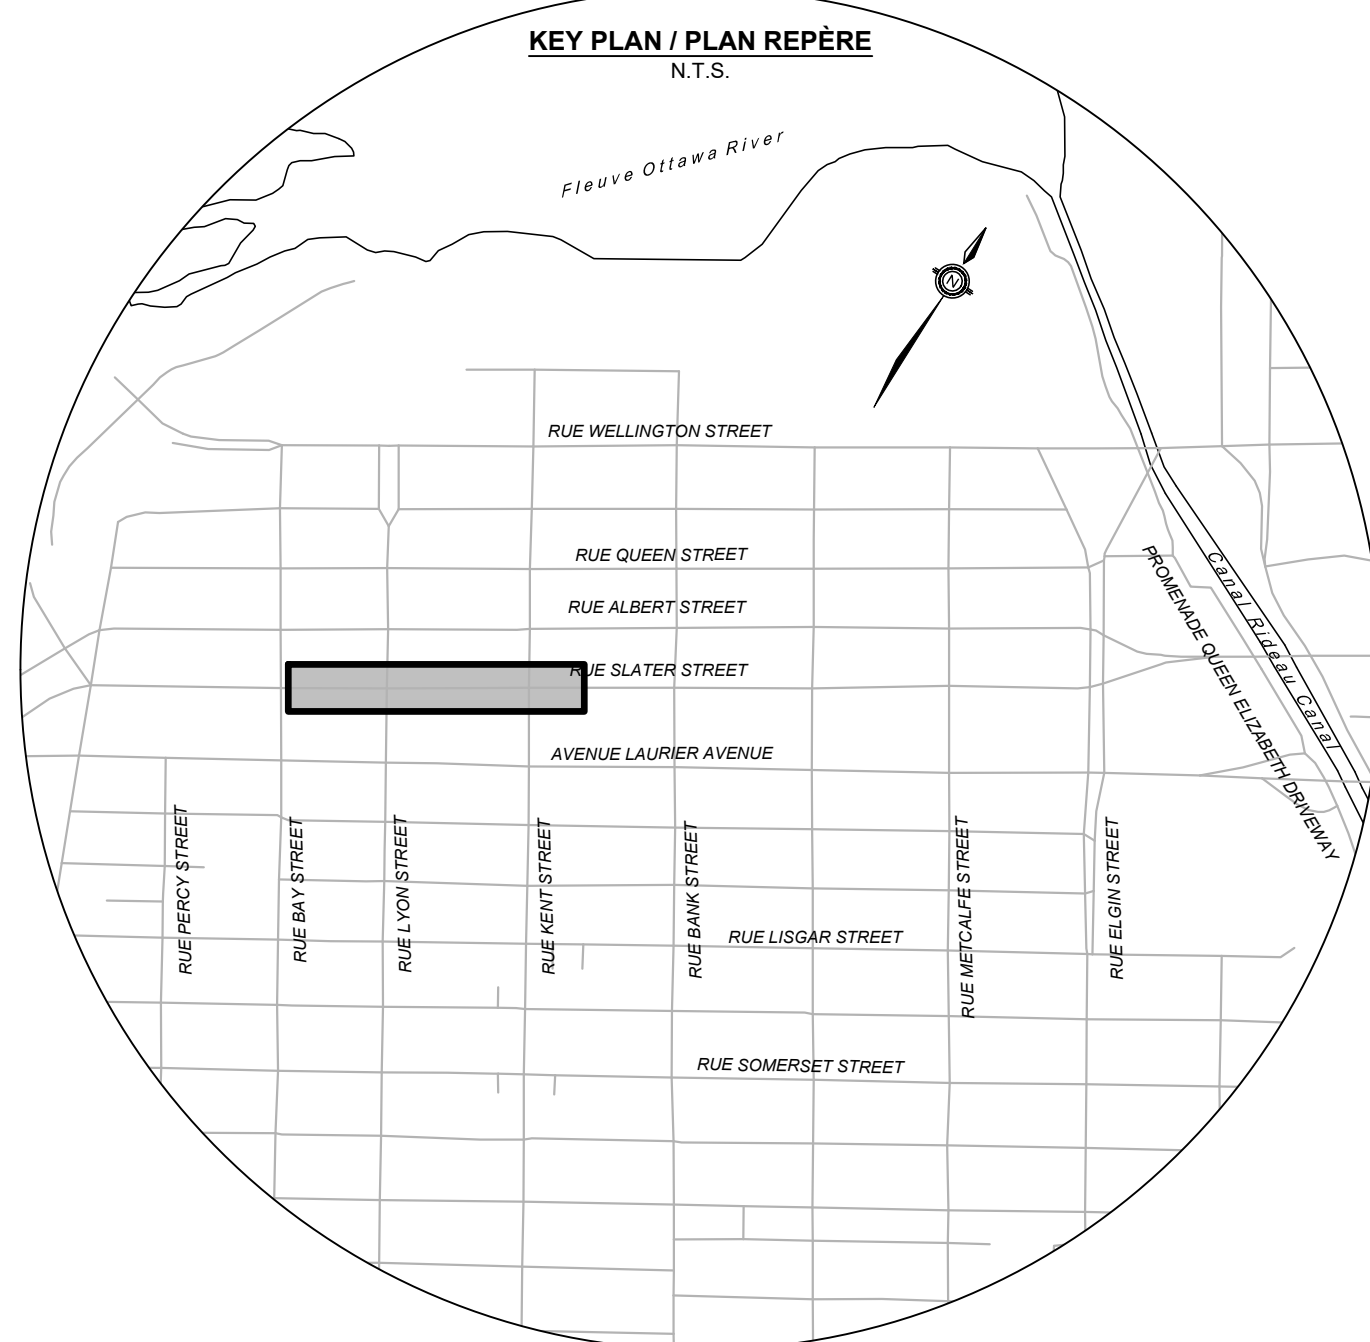 KEY PLAN / PLAN REPÈRE
N.T.S.
Fleuve Ottawa River
N
RUE WELLINGTON STREET
RUE QUEEN STREET
RUE ALBERT STREET
RUE SLATER STREET
AVENUE LAURIER AVENUE
PROMENADE QUEEN ELIZABETH DRIVEWAY
Canal Rideau Canal
RUE PERCY STREET
RUE BAY STREET
RUE LYON STREET
RUE KENT STREET
RUE BANK STREET
RUE METCALFE STREET
RUE ELGIN STREET
RUE LISGAR STREET
RUE SOMERSET STREET